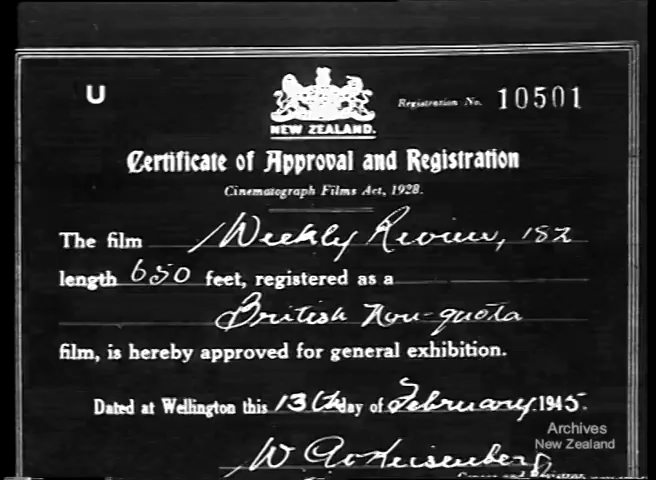 U
Registration No. 10501
NEW ZEALAND.
Certificate of Approval and Registration
Cinematograph Films Act, 1928.
The film Weekly Review, 182
length 650 feet, registered as a
British Non-quota
film, is hereby approved for general exhibition.
Dated at Wellington this 13th day of February 1945.
Archives
New Zealand
W